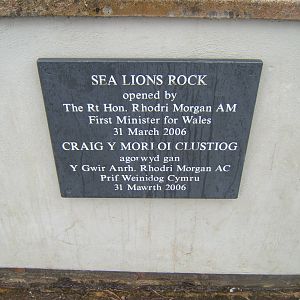 SEA LIONS ROCK
opened by
The Rt Hon. Rhodri Morgan AM
First Minister for Wales
31 March 2006
CRAIG Y MORLOI CLUSTIOG
agorwyd gan
Y Gwir Anrh. Rhodri Morgan AC
Prif Weinidog Cymru
31 Mawrth 2006